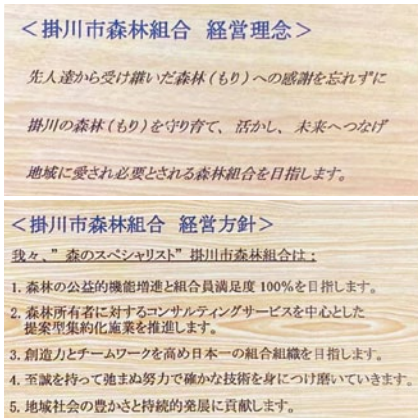 ＜掛川市森林組合　経営理念＞
先人達から受け継いだ森林（もり）への感謝を忘れずに
掛川の森林（もり）を守り育て、活かし、未来へつなげ
地域に愛され必要とされる森林組合を目指します。
＜掛川市森林組合　経営方針＞
我々、”森のスペシャリスト”掛川市森林組合は：
1. 森林の公益的機能増進と組合員満足度 100%を目指します。
2. 森林所有者に対するコンサルティングサービスを中心とした
提案型集約化施業を推進します。
3. 創造力とチームワークを高め日本一の組合組織を目指します。
4. 至誠を持って弛まぬ努力で確かな技術を身につけ磨いていきます。
5. 地域社会の豊かさと持続的発展に貢献します。